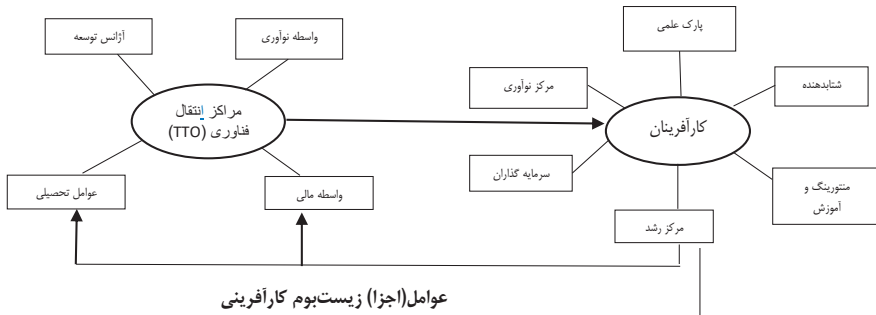 پارک علمی
آژانس توسعه
واسطه نوآوری
مرکز نوآوری
شتابدهنده
مراکز انتقال
فناوری (TTO)
کارآفرینان
سرمایه گذاران
عوامل تحصیلی
واسطه مالی
منتورینگ و
آموزش
مرکز رشد
عوامل(اجزا) زیست‌بوم کارآفرینی